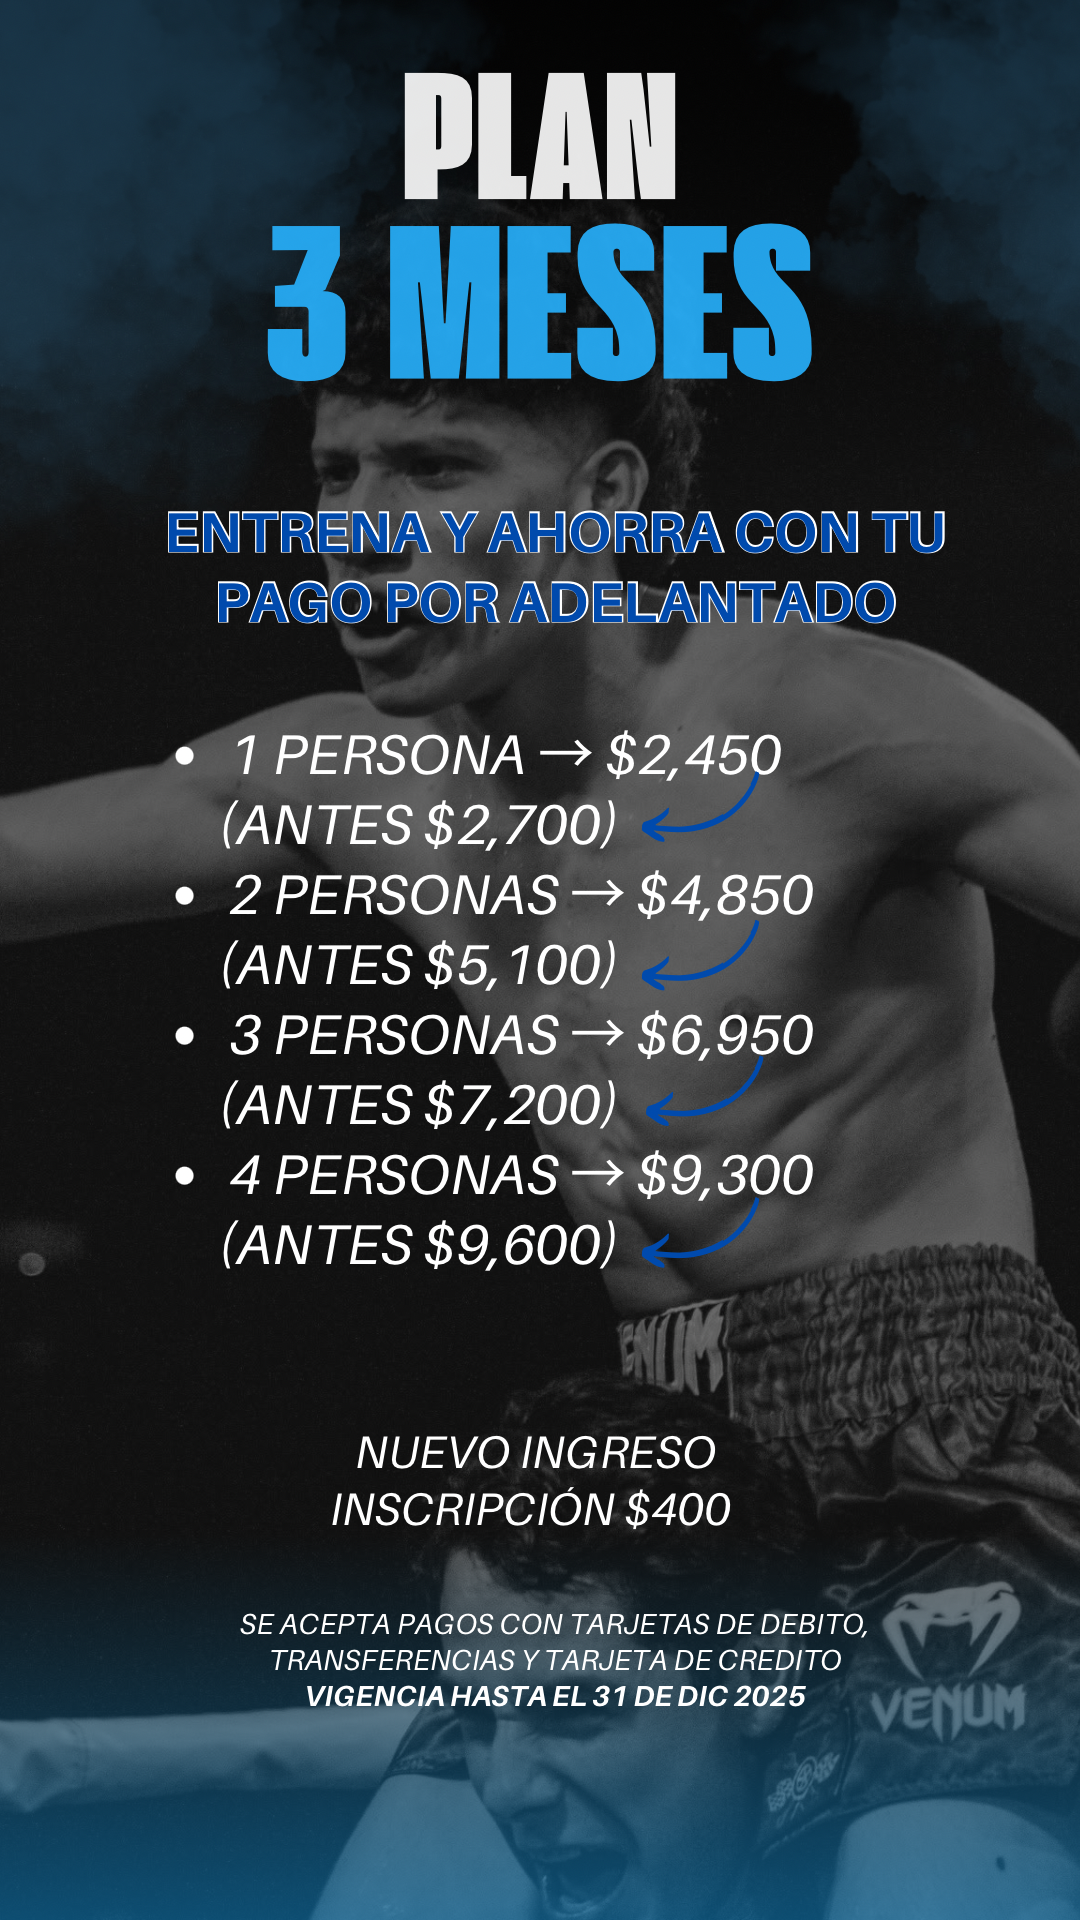 PLAN
3 MESES
ENTRENA Y AHORRA CON TU
PAGO POR ADELANTADO
• 1 PERSONA → $2,450
(ANTES $2,700)
• 2 PERSONAS → $4,850
(ANTES $5,100)
• 3 PERSONAS → $6,950
(ANTES $7,200)
• 4 PERSONAS → $9,300
(ANTES $9,600)
ENUM
NUEVO INGRESO
INSCRIPCIÓN $400
SE ACEPTA PAGOS CON TARJETAS DE DEBITO,
TRANSFERENCIAS Y TARJETA DE CREDITO
VIGENCIA HASTA EL 31 DE DIC 2025
VENUM